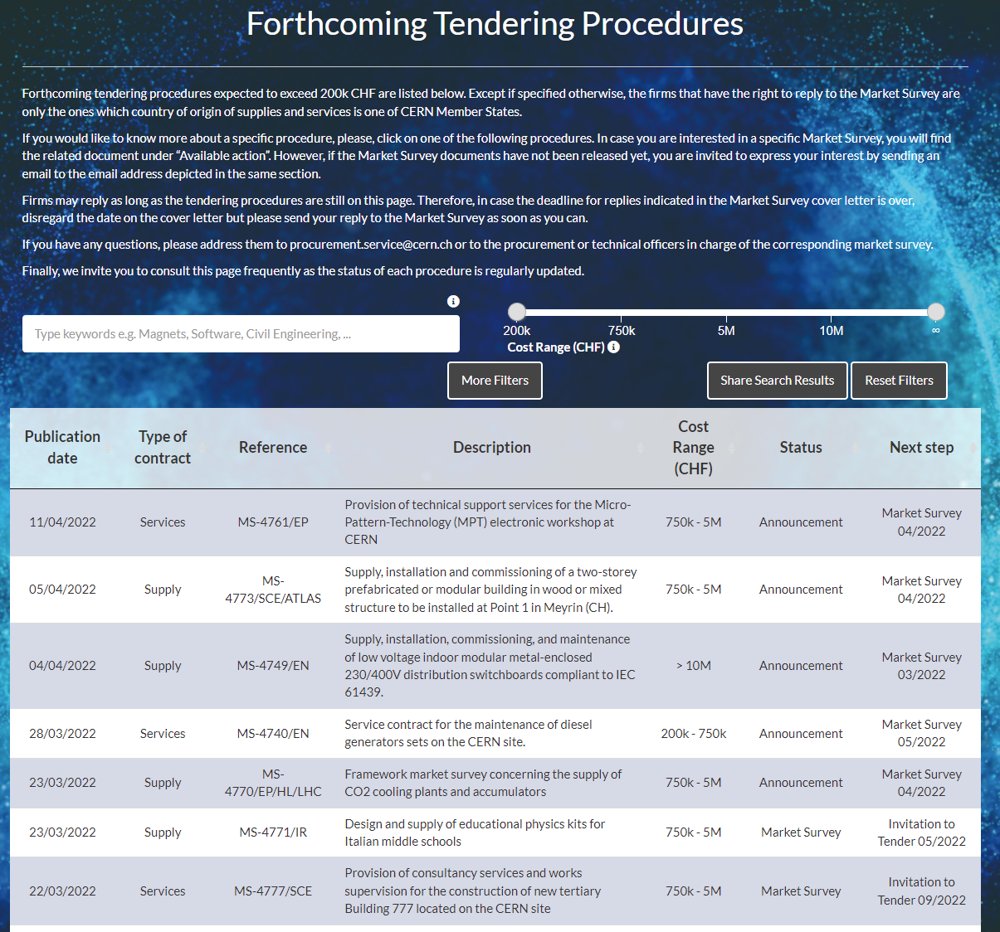 Forthcoming Tendering Procedures
Forthcoming tendering procedures expected to exceed 200k CHF are listed below. Except if specified otherwise, the firms that have the right to reply to the Market Survey are
only the ones which country of origin of supplies and services is one of CERN Member States.
If you would like to know more about a specific procedure, please, click on one of the following procedures. In case you are interested in a specific Market Survey, you will find
the related document under “Available action”. However, if the Market Survey documents have not been released yet, you are invited to express your interest by sending an
email to the email address depicted in the same section.
Firms may reply as long as the tendering procedures are still on this page. Therefore, in case the deadline for replies indicated in the Market Survey cover letter is over,
disregard the date on the cover letter but please send your reply to the Market Survey as soon as you can.
If you have any questions, please address them to procurement.service@cern.ch or to the procurement or technical officers in charge of the corresponding market survey.
Finally, we invite you to consult this page frequently as the status of each procedure is regularly updated.
Type keywords e.g. Magnets, Software, Civil Engineering, ...
200k 750k 5M 10M ∞
Cost Range (CHF)
More Filters Share Search Results Reset Filters
Publication
date
Type of
contract
Reference
Description
Cost
Range
(CHF)
Status
Next step
11/04/2022
Services
MS-4761/EP
Provision of technical support services for the Micro-
Pattern-Technology (MPT) electronic workshop at
CERN
750k - 5M
Announcement
Market Survey
04/2022
05/04/2022
Supply
MS-
4773/SCE/ATLAS
Supply, installation and commissioning of a two-storey
prefabricated or modular building in wood or mixed
structure to be installed at Point 1 in Meyrin (CH).
750k - 5M
Announcement
Market Survey
04/2022
04/04/2022
Supply
MS-4749/EN
Supply, installation, commissioning, and maintenance
of low voltage indoor modular metal-enclosed
230/400V distribution switchboards compliant to IEC
61439.
> 10M
Announcement
Market Survey
03/2022
28/03/2022
Services
MS-4740/EN
Service contract for the maintenance of diesel
generators sets on the CERN site.
200k - 750k
Announcement
Market Survey
05/2022
23/03/2022
Supply
MS-
4770/EP/HL/LHC
Framework market survey concerning the supply of
CO2 cooling plants and accumulators
750k - 5M
Announcement
Market Survey
04/2022
23/03/2022
Supply
MS-4771/IR
Design and supply of educational physics kits for
Italian middle schools
750k - 5M
Market Survey
Invitation to
Tender 05/2022
22/03/2022
Services
MS-4777/SCE
Provision of consultancy services and works
supervision for the construction of new tertiary
Building 777 located on the CERN site
750k - 5M
Market Survey
Invitation to
Tender 09/2022